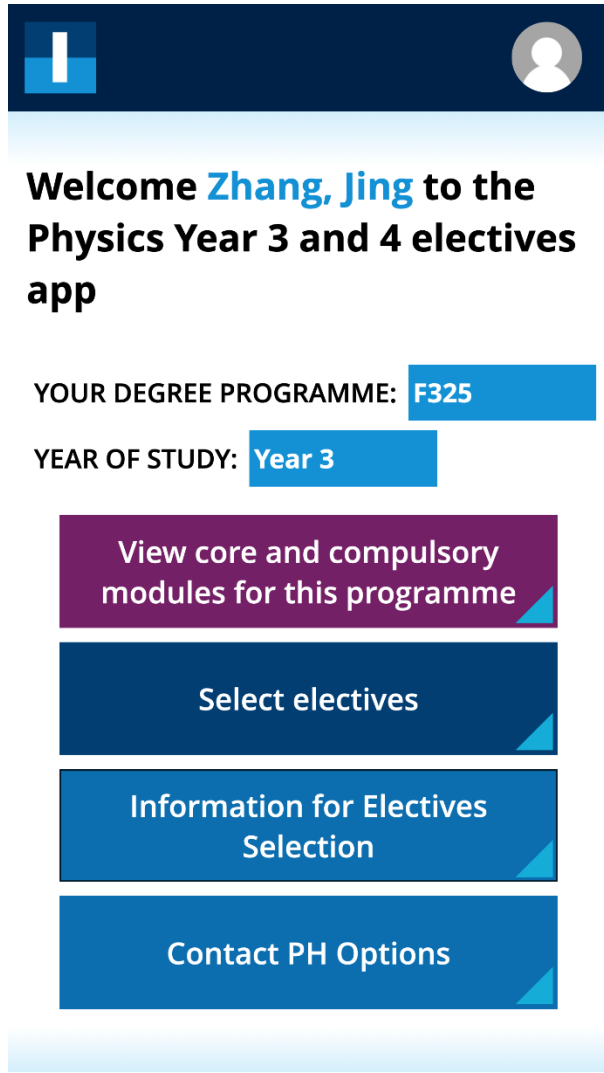 I
Welcome Zhang, Jing to the
Physics Year 3 and 4 electives
app
YOUR DEGREE PROGRAMME: F325
YEAR OF STUDY: Year 3
View core and compulsory
modules for this programme
Select electives
Information for Electives
Selection
Contact PH Options